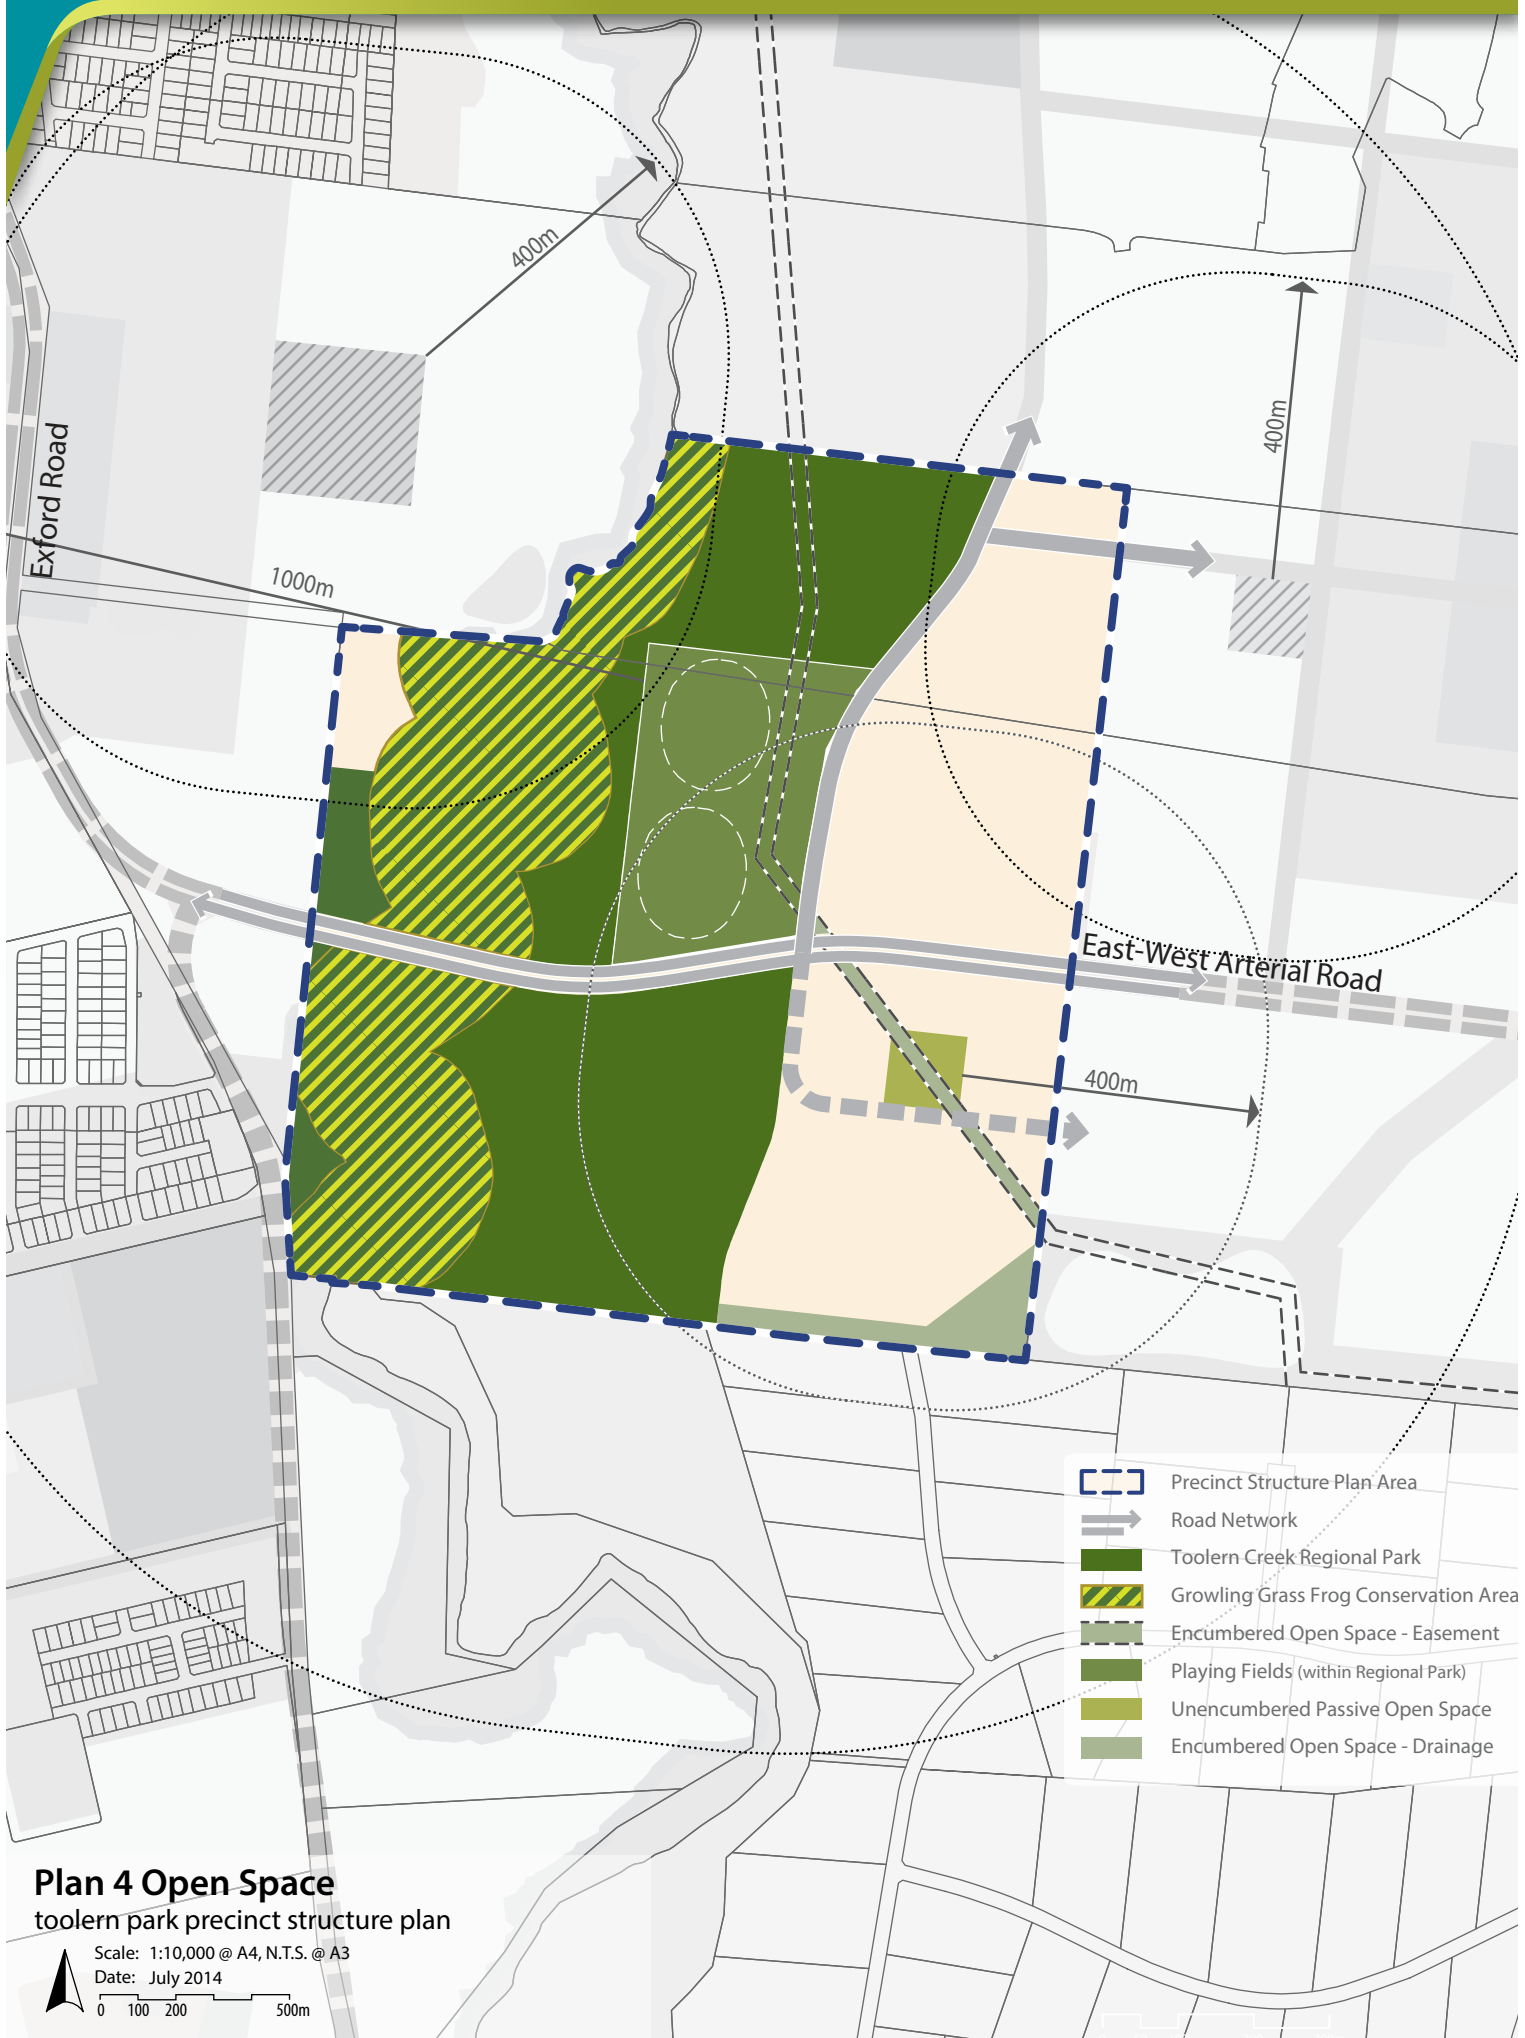 400m
400m
Exford Road
1000m
East-West Arterial Road
400m
Precinct Structure Plan Area
Road Network
Toolern Creek Regional Park
Growling Grass Frog Conservation Area
Encumbered Open Space - Easement
Playing Fields (within Regional Park)
Unencumbered Passive Open Space
Encumbered Open Space - Drainage
Plan 4 Open Space
toolern park precinct structure plan
Scale: 1:10,000 @ A4, N.T.S. @ A3
Date: July 2014
0 100 200 500m